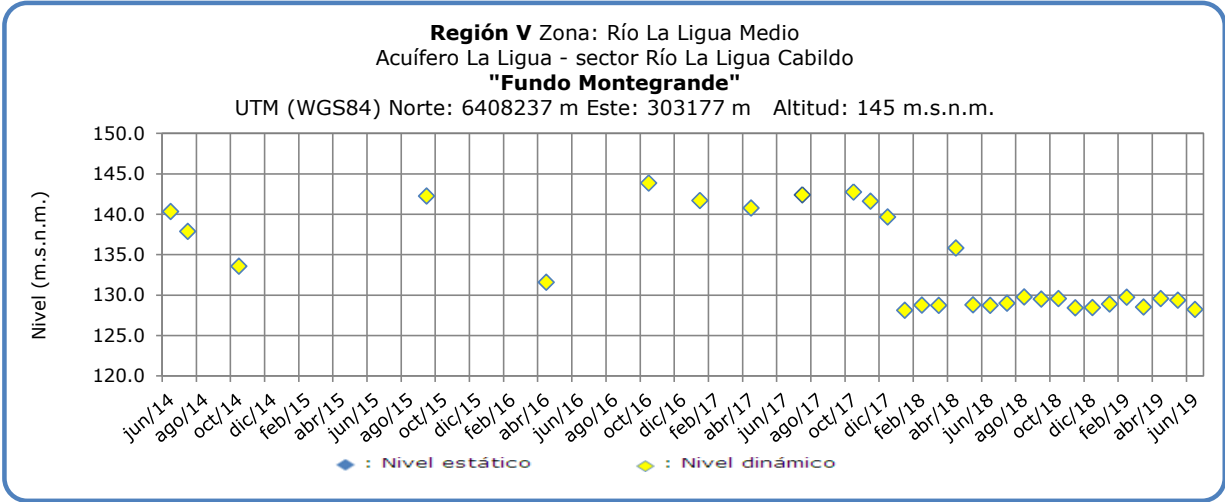 Región V Zona: Río La Ligua Medio
Acuífero La Ligua - sector Río La Ligua Cabildo
"Fundo Montegrande"
UTM (WGS84) Norte: 6408237 m Este: 303177 m Altitud: 145 m.s.n.m.
Nivel (m.s.n.m.)
150.0
145.0
140.0
135.0
130.0
125.0
120.0
jun/14 ago/14 oct/14 dic/14 feb/15 abr/15 jun/15 ago/15 oct/15 dic/15 feb/16 abr/16 jun/16 ago/16 oct/16 dic/16 feb/17 abr/17 jun/17 ago/17 oct/17 dic/17 feb/18 abr/18 jun/18 ago/18 oct/18 dic/18 feb/19 abr/19 jun/19
: Nivel estático : Nivel dinámico